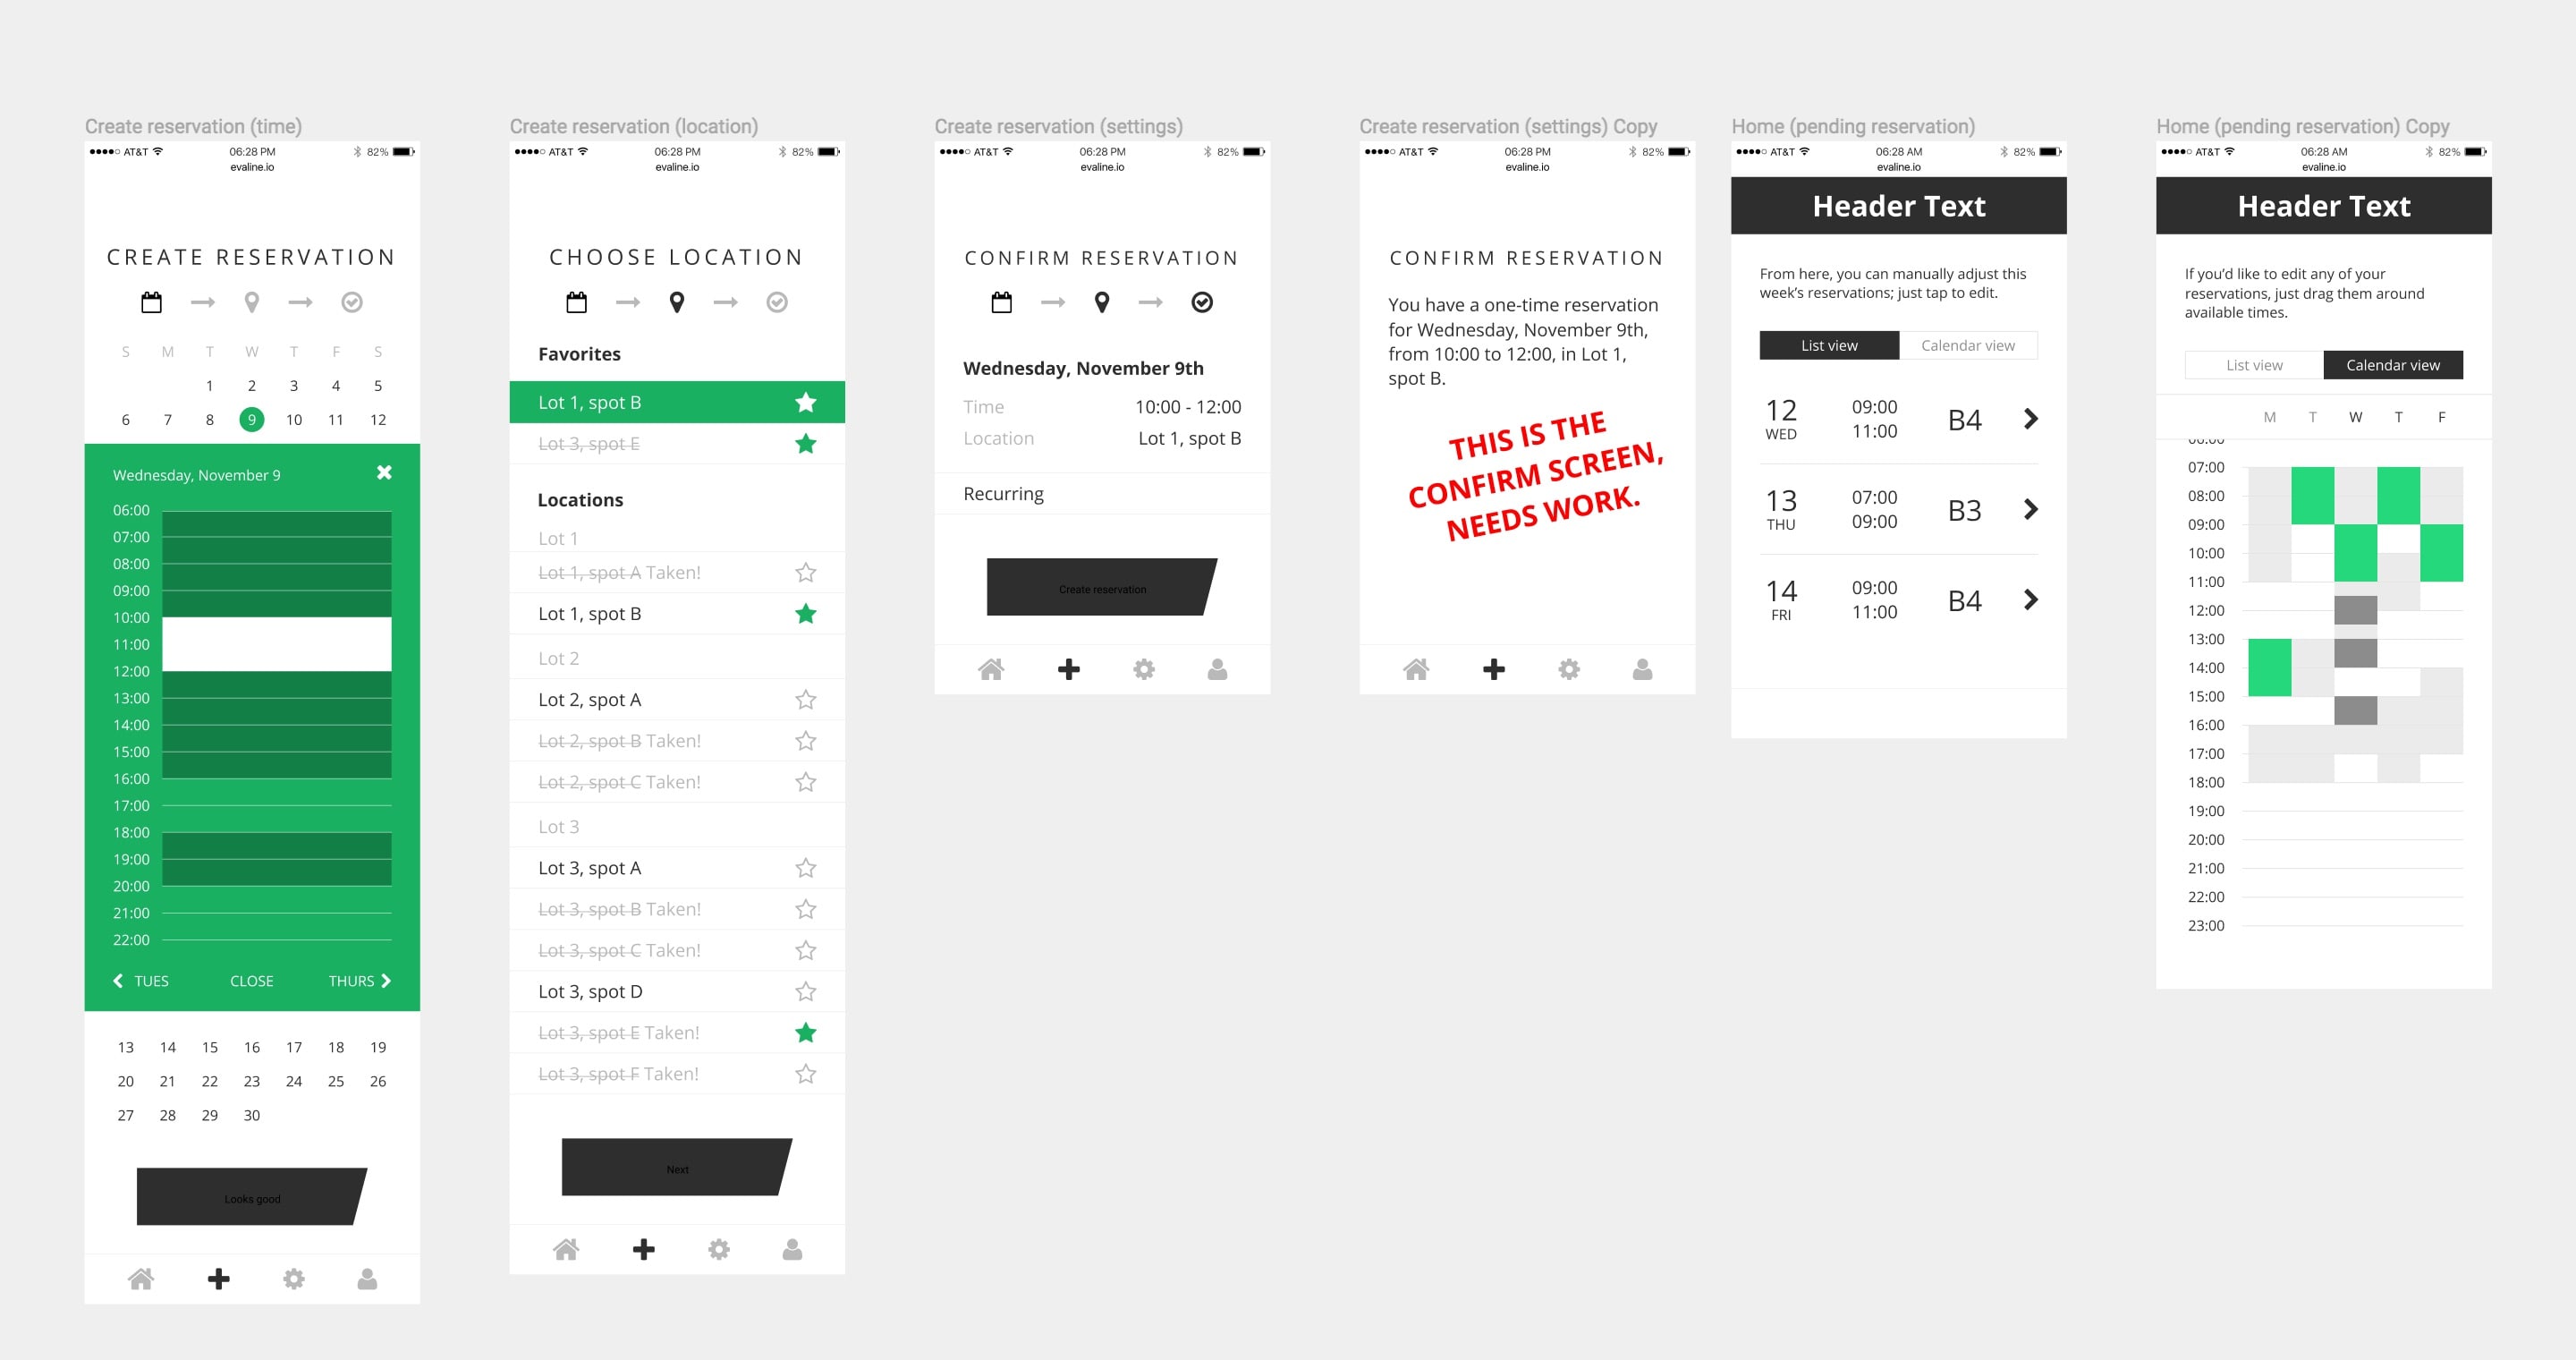 Create reservation (time)
AT&T 06:28 PM 82%
evaline.io
CREATE RESERVATION
S M T W T F S
1 2 3 4 5
6 7 8 9 10 11 12
Wednesday, November 9
06:00
07:00
08:00
09:00
10:00
11:00
12:00
13:00
14:00
15:00
16:00
17:00
18:00
19:00
20:00
21:00
22:00
TUES CLOSE THURS
13 14 15 16 17 18 19
20 21 22 23 24 25 26
27 28 29 30
Looks good
Create reservation (location)
AT&T 06:28 PM 82%
evaline.io
CHOOSE LOCATION
Favorites
Lot 1, spot B
Lot 3, spot E
Locations
Lot 1
Lot 1, spot A Taken!
Lot 1, spot B
Lot 2
Lot 2, spot A
Lot 2, spot B Taken!
Lot 2, spot C Taken!
Lot 3
Lot 3, spot A
Lot 3, spot B Taken!
Lot 3, spot C Taken!
Lot 3, spot D
Lot 3, spot E Taken!
Lot 3, spot F Taken!
Next
Create reservation (settings)
AT&T 06:28 PM 82%
evaline.io
CONFIRM RESERVATION
Wednesday, November 9th
Time 10:00 - 12:00
Location Lot 1, spot B
Recurring
Create reservation
Create reservation (settings) Copy
AT&T 06:28 PM 82%
evaline.io
CONFIRM RESERVATION
You have a one-time reservation
for Wednesday, November 9th,
from 10:00 to 12:00, in Lot 1,
spot B.
THIS IS THE
CONFIRM SCREEN,
NEEDS WORK.
Home (pending reservation)
AT&T 06:28 AM 82%
evaline.io
Header Text
From here, you can manually adjust this
week’s reservations; just tap to edit.
List view Calendar view
12 09:00 B4
WED 11:00
13 07:00 B3
THU 09:00
14 09:00 B4
FRI 11:00
Home (pending reservation) Copy
AT&T 06:28 AM 82%
evaline.io
Header Text
If you’d like to edit any of your
reservations, just drag them around
available times.
List view Calendar view
M T W T F
06:00
07:00
08:00
09:00
10:00
11:00
12:00
13:00
14:00
15:00
16:00
17:00
18:00
19:00
20:00
21:00
22:00
23:00